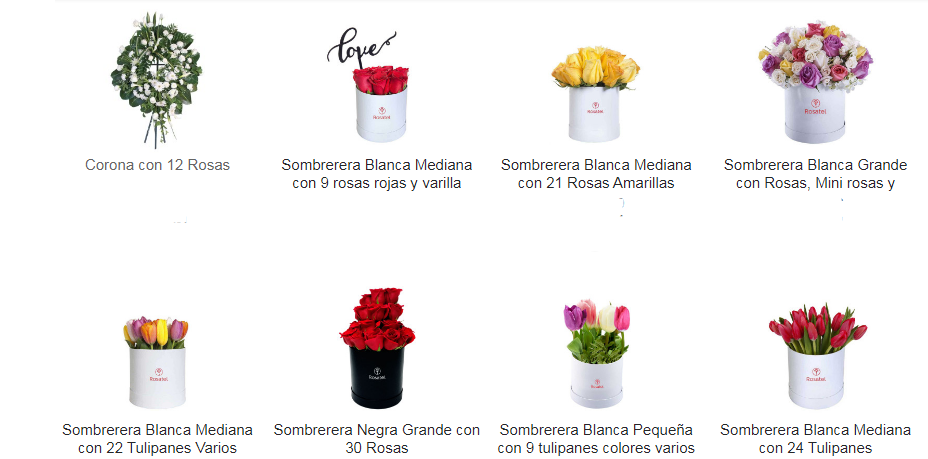 love
Rosatel
Rosatel
Rosatel
Corona con 12 Rosas
Sombrerera Blanca Mediana
con 9 rosas rojas y varilla
Sombrerera Blanca Mediana
con 21 Rosas Amarillas
Sombrerera Blanca Grande
con Rosas, Mini rosas y
Rosatel
Rosatel
Rosatel
Rosatel
Sombrerera Blanca Mediana
con 22 Tulipanes Varios
Sombrerera Negra Grande con
30 Rosas
Sombrerera Blanca Pequeña
con 9 tulipanes colores varios
Sombrerera Blanca Mediana
con 24 Tulipanes